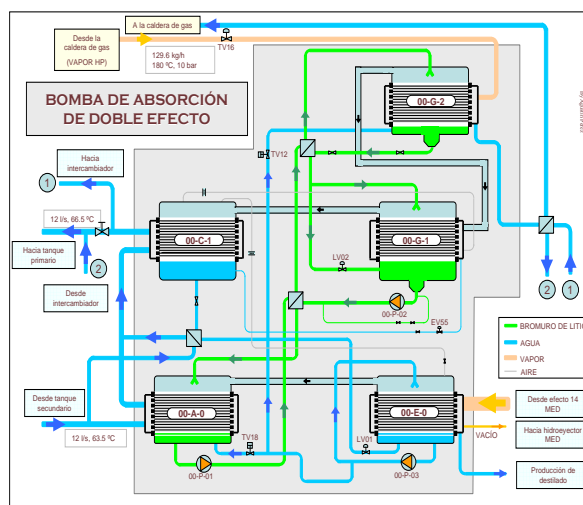 A la caldera de gas
Desde la
caldera de gas
(VAPOR HP)
129.6 kg/h
180 ºC, 10 bar
TV16
BOMBA DE ABSORCIÓN
DE DOBLE EFECTO
00-G-2
TV12
Hacia
intercambiador
1
12 l/s, 66.5 ºC
Hacia tanque
primario
2
Desde
intercambiador
00-C-1
00-G-1
LV02
00-P-02
EV55
2
1
BROMURO DE LITIO
AGUA
VAPOR
AIRE
Desde tanque
secundario
12 l/s, 63.5 ºC
00-A-0
00-E-0
TV18
LV01
00-P-01
00-P-03
Desde efecto 14
MED
VACÍO
Hacia hidroeyector
MED
Producción de
destilado